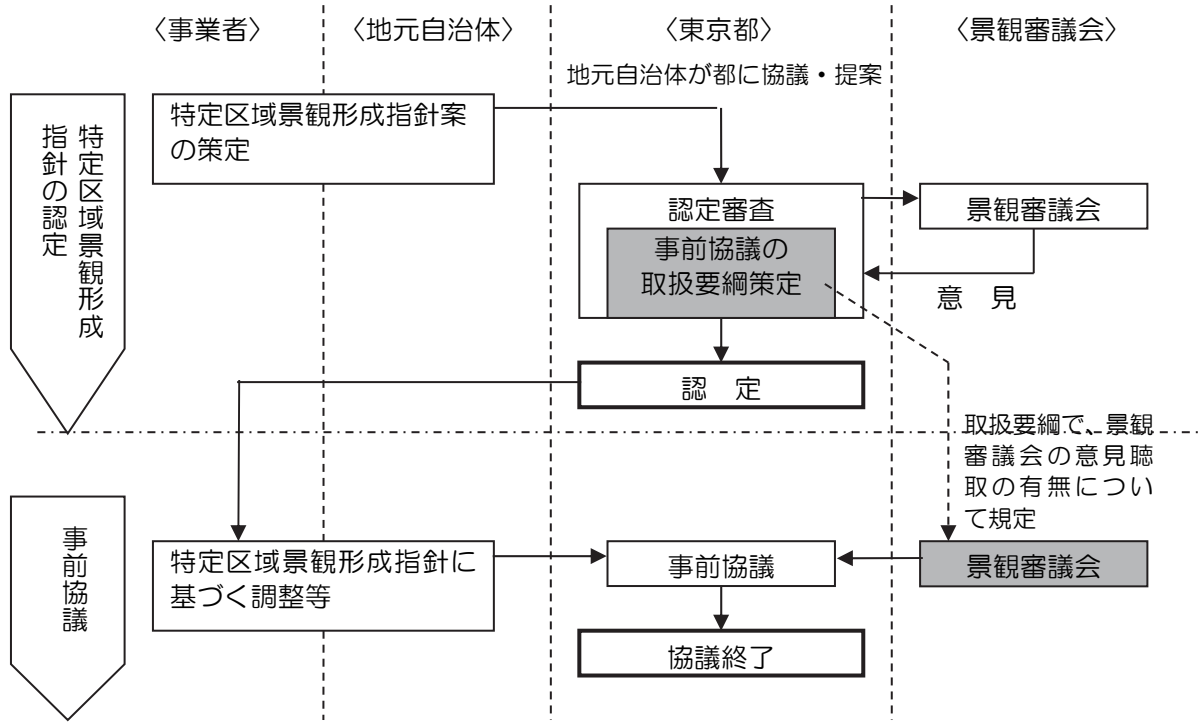 〈事業者〉
〈地元自治体〉
〈東京都〉
〈景観審議会〉
地元自治体が都に協議・提案
特定区域景観形成
指針の認定
特定区域景観形成指針案
の策定
認定審査
事前協議の
取扱要綱策定
景観審議会
意　見
認　定
取扱要綱で、景観
審議会の意見聴
取の有無につい
て規定
事前協議
特定区域景観形成指針に
基づく調整等
事前協議
景観審議会
協議終了